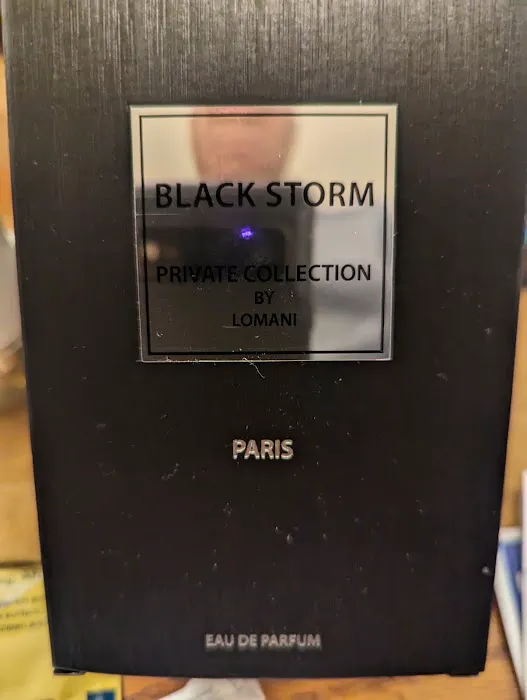 BLACK STORM
PRIVATE COLLECTION
BY
LOMANI
PARIS
EAU DE PARFUM